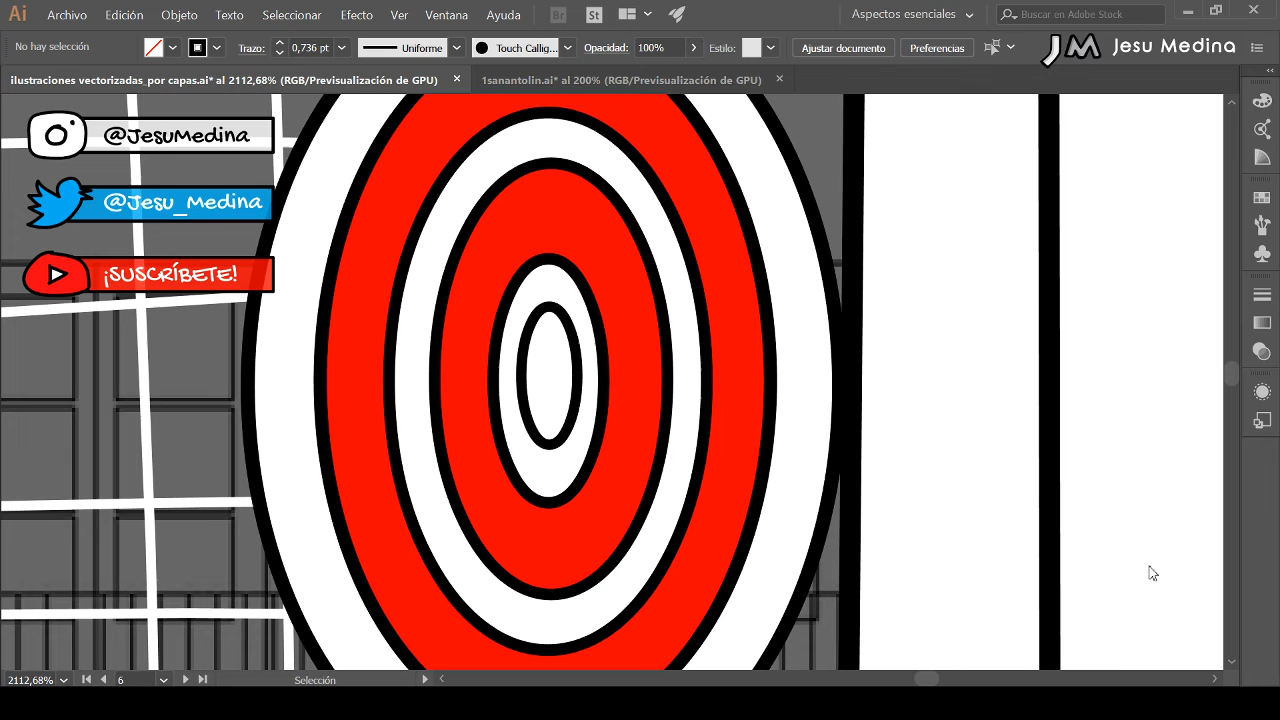 Ai Archivo Edición Objeto Texto Seleccionar Efecto Ver Ventana Ayuda Br St Aspectos esenciales Buscar en Adobe Stock
No hay selección Trazo: 0,736 pt Uniforme Touch Callig... Opacidad: 100% Estilo: Ajustar documento Preferencias JM Jesu Medina
ilustraciones vectorizadas_por capas.ai* al 2112,68% (RGB/Previsualización de GPU) 1sanantolin.ai* al 200% (RGB/Previsualización de GPU)
@JesuMedina
@Jesu_Medina
¡SUSCRÍBETE!
2112,68% 6 Selección